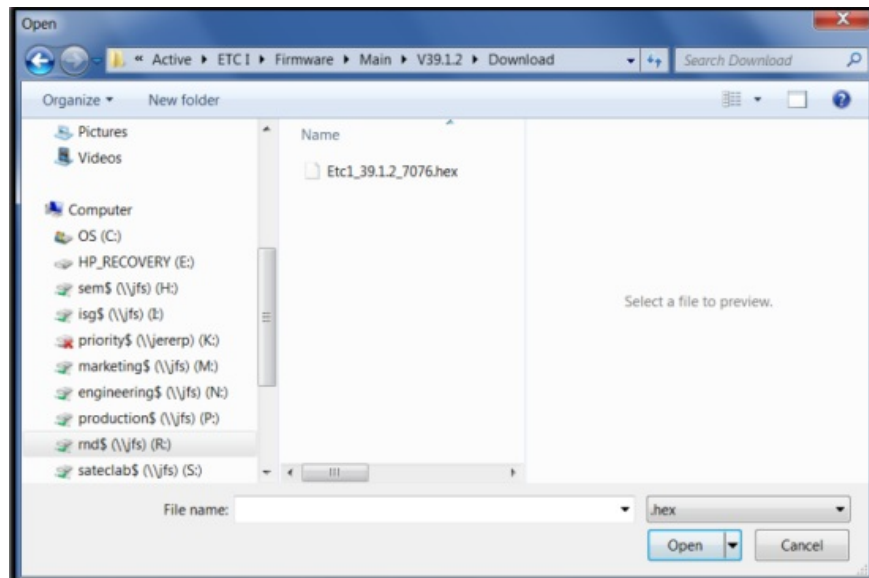 Open
« Active ▸ ETC I ▸ Firmware ▸ Main ▸ V39.1.2 ▸ Download
Search Download
Organize
New folder
Pictures
Videos
Computer
OS (C:)
HP_RECOVERY (E:)
sem$ (\\jfs) (H:)
isg$ (\\jfs) (I:)
priority$ (\\jererp) (K:)
marketing$ (\\jfs) (M:)
engineering$ (\\jfs) (N:)
production$ (\\jfs) (P:)
rnd$ (\\jfs) (R:)
sateclab$ (\\jfs) (S:)
Name
Etc1_39.1.2_7076.hex
Select a file to preview.
File name:
.hex
Open
Cancel